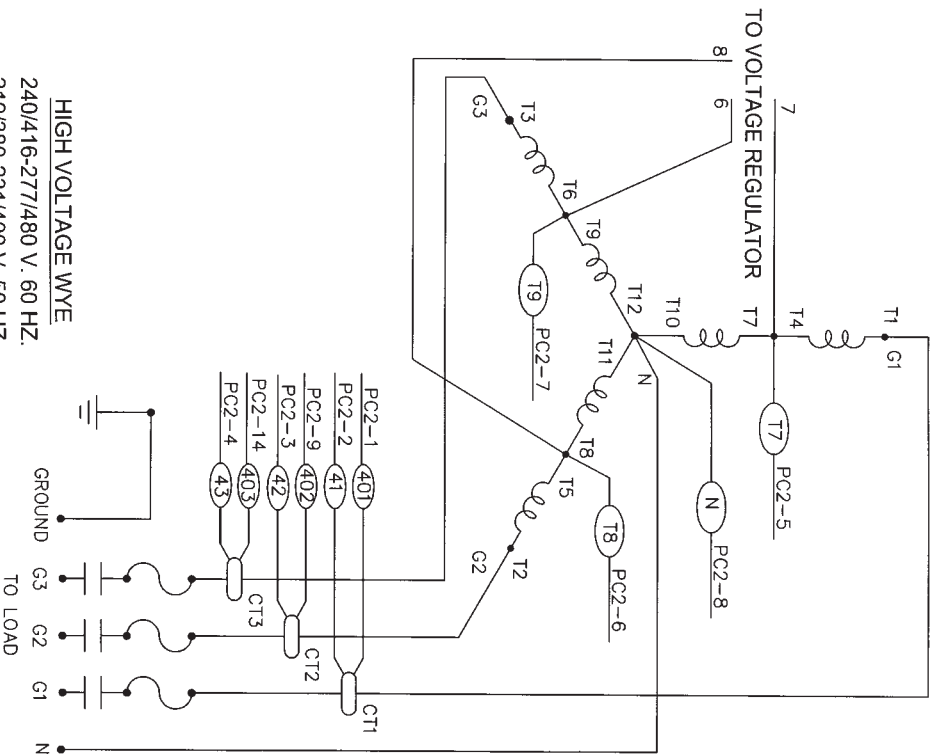 T1
G1
7
T4
T7
PC2-5
TO VOLTAGE REGULATOR
T7
8
6
N
PC2-8
T10
N
T12
T8
PC2-6
T11
T9
T8
T6
T5
T9
PC2-7
T3
T2
G3
G2
PC2-1
401
CT1
PC2-2
41
PC2-9
402
CT2
PC2-3
42
PC2-14
403
CT3
PC2-4
43
HIGH VOLTAGE WYE
240/416-277/480 V. 60 HZ.
GROUND
G3
G2
G1
N
TO LOAD